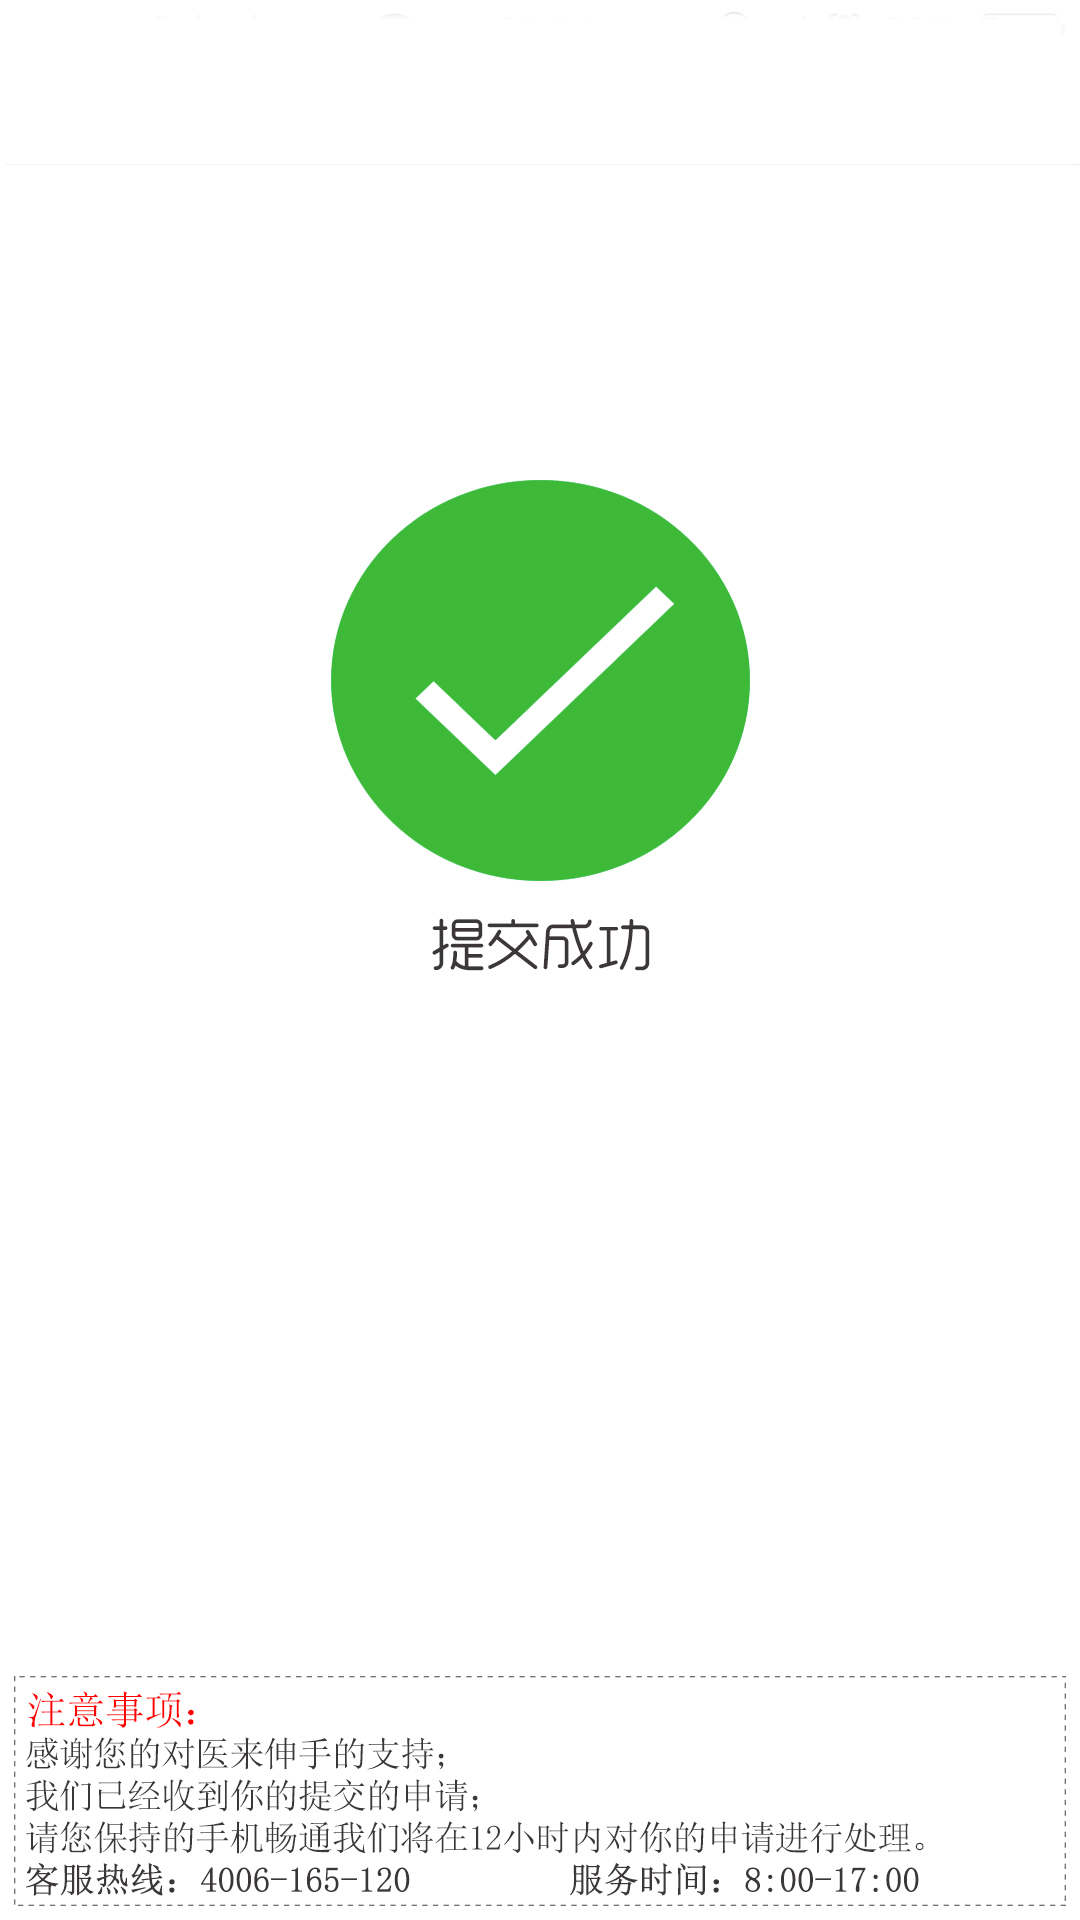 提交成功
注意事项：
感谢您的对医来伸手的支持；
我们已经收到你的提交的申请；
请您保持的手机畅通我们将在12小时内对你的申请进行处理。
客服热线：4006-165-120 服务时间：8:00-17:00